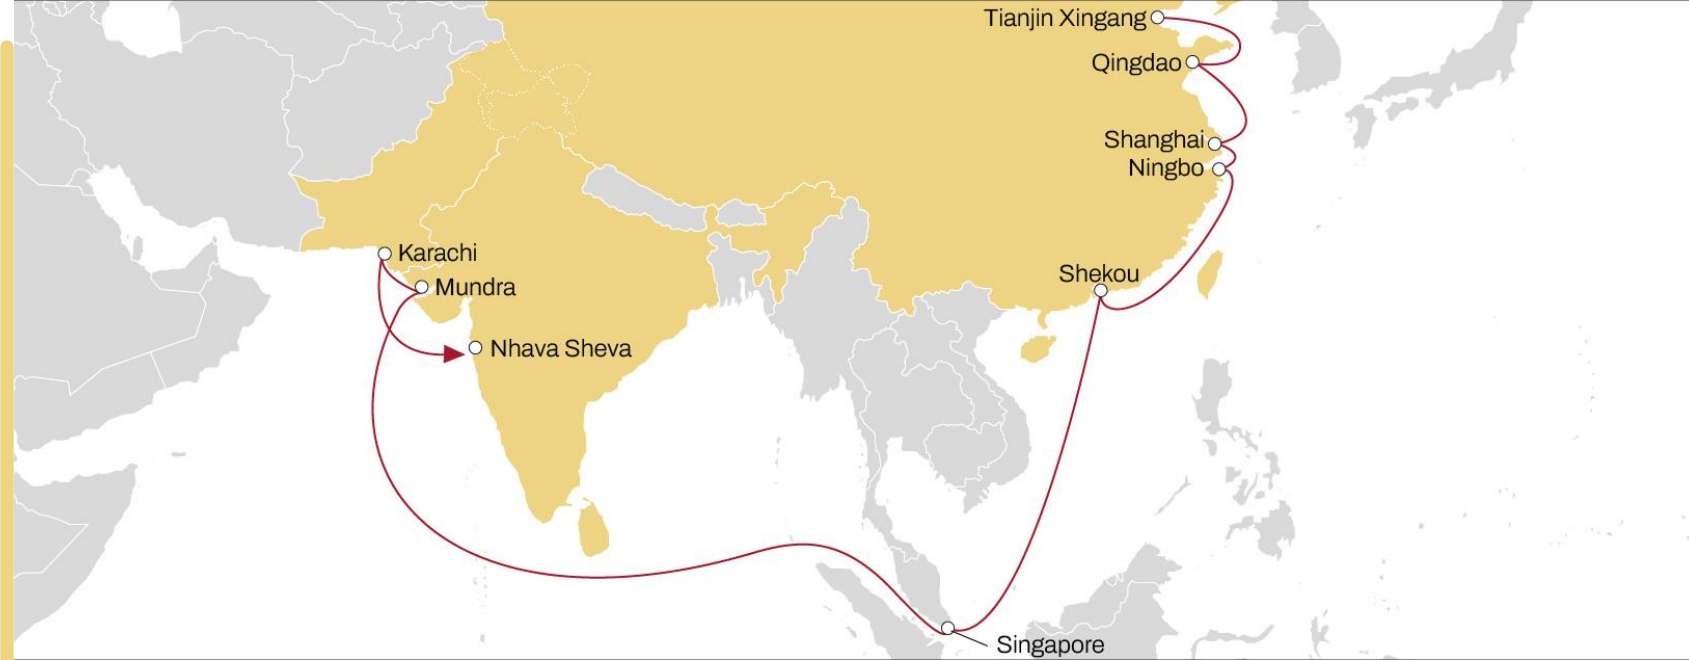 Tianjin Xingang
Qingdao
Shanghai
Ningbo
Karachi
Shekou
Mundra
Nhava Sheva
Singapore